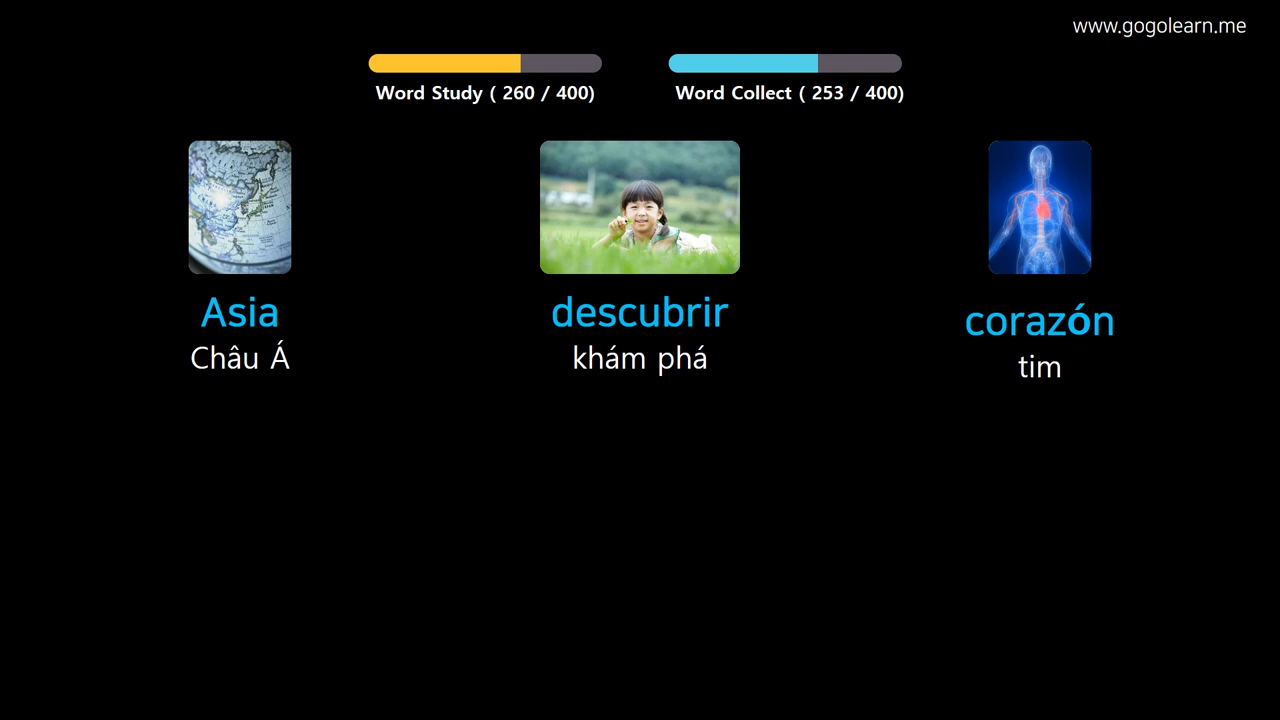 www.gogolearn.me
Word Study ( 260 / 400)
Word Collect ( 253 / 400)
Asia
Châu Á
descubrir
khám phá
corazón
tim